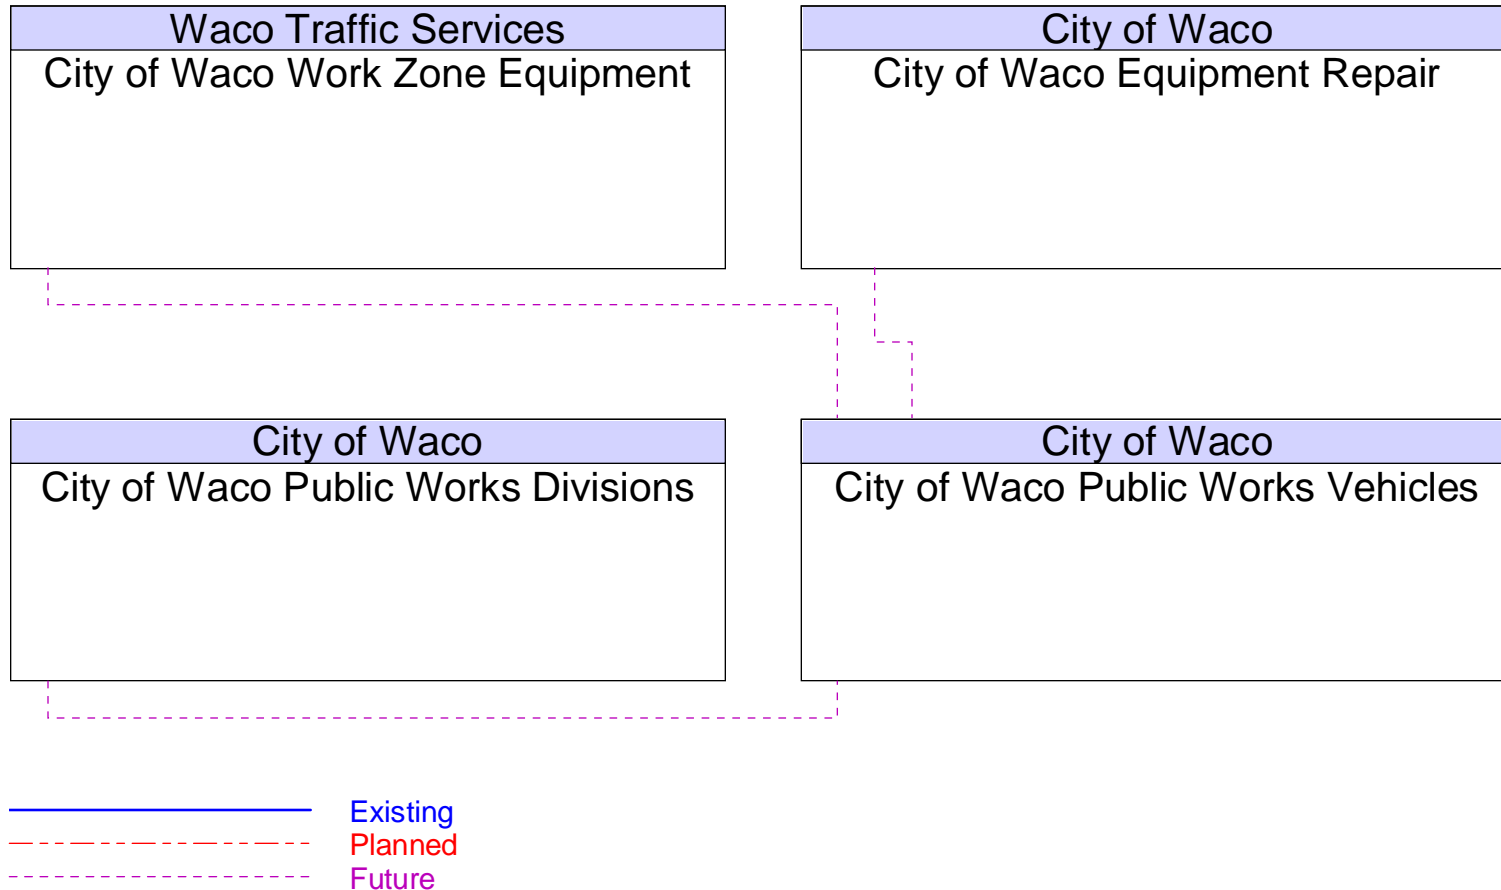 Waco Traffic Services
City of Waco Work Zone Equipment
City of Waco
City of Waco Equipment Repair
City of Waco
City of Waco Public Works Divisions
City of Waco
City of Waco Public Works Vehicles
Existing
Planned
Future